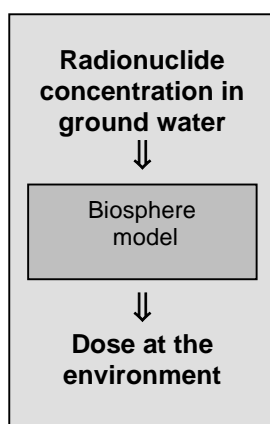 Radionuclide
concentration in
ground water
⇓
Biosphere
model
⇓
Dose at the
environment